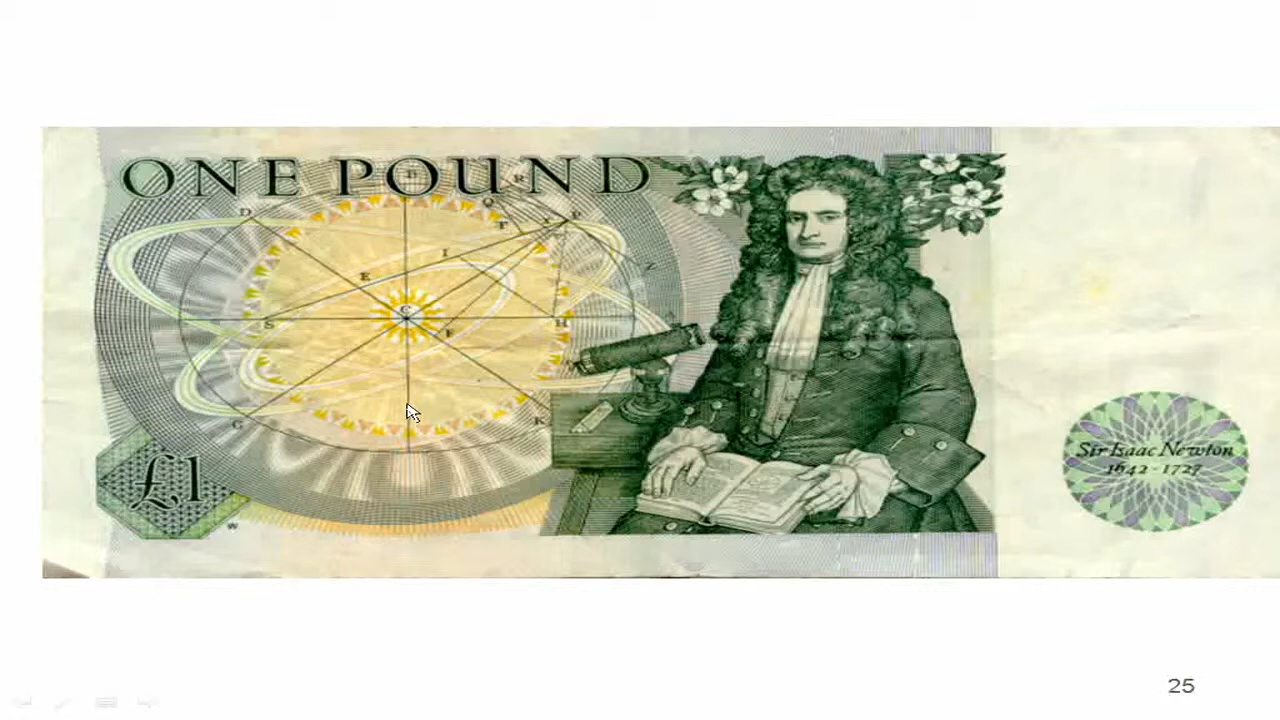 ONE POUND
B
R
D
Q
T
X
P
I
Z
E
C
S
F
H
A
G
K
£1
Sir Isaac Newton
1642-1727
25